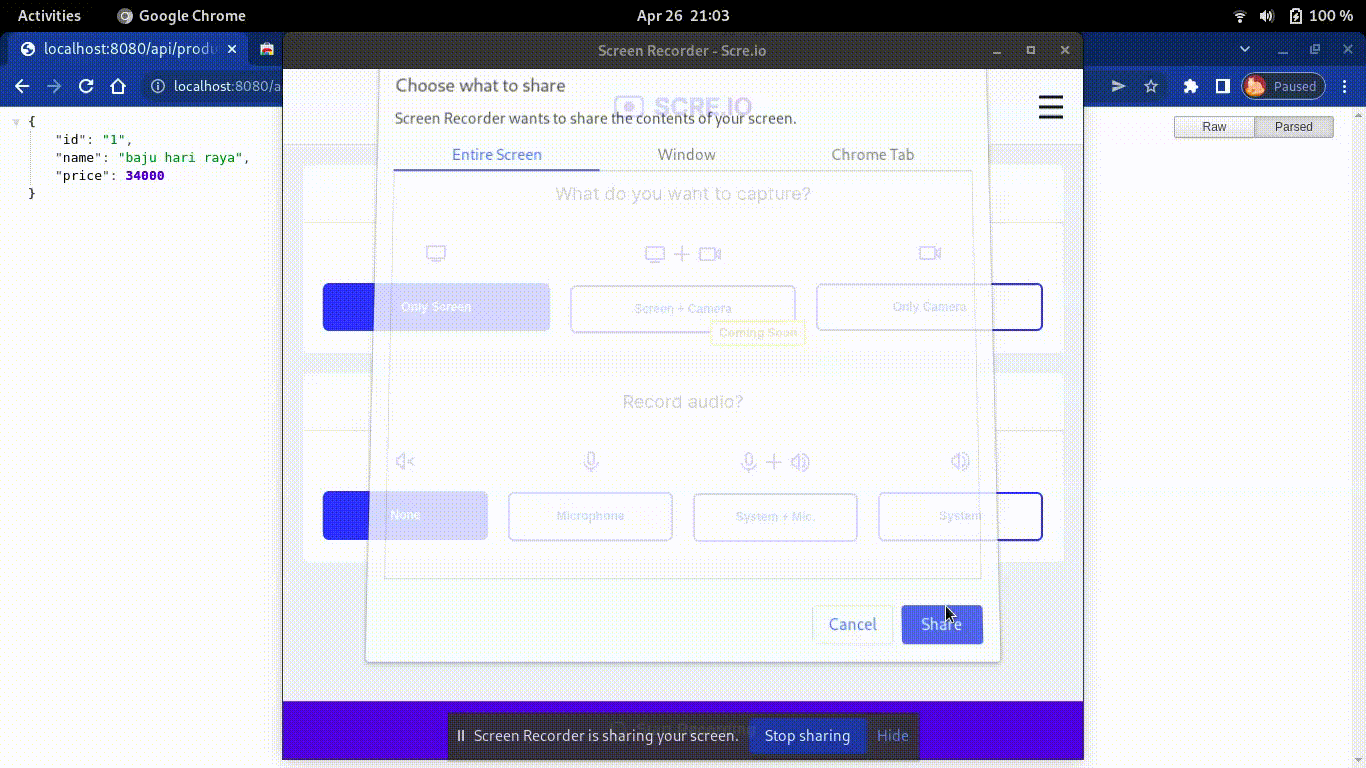 Activities
Google Chrome
Apr 26 21:03
100 %
localhost:8080/api/produ
Screen Recorder - Scre.io
localhost:8080/a
Paused
Choose what to share
SCRE.IO
Screen Recorder wants to share the contents of your screen.
Raw
Parsed
{
"id": "1",
"name": "baju hari raya",
"price": 34000
}
Entire Screen
Window
Chrome Tab
What do you want to capture?
Only Screen
Screen + Camera
Only Camera
Coming Soon
Record audio?
None
Microphone
System + Mic.
System
Cancel
Share
Start Recording
Screen Recorder is sharing your screen.
Stop sharing
Hide